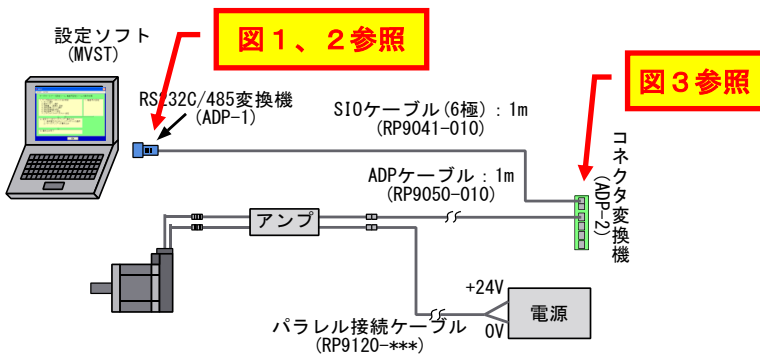 設定ソフト
(MVST)
図1、2参照
RS232C/485変換機
(ADP-1)
SIOケーブル(6極):1m
(RP9041-010)
図3参照
コネクタ変換機
(ADP-2)
ADPケーブル:1m
(RP9050-010)
アンプ
+24V
0V
電源
パラレル接続ケーブル
(RP9120-***)